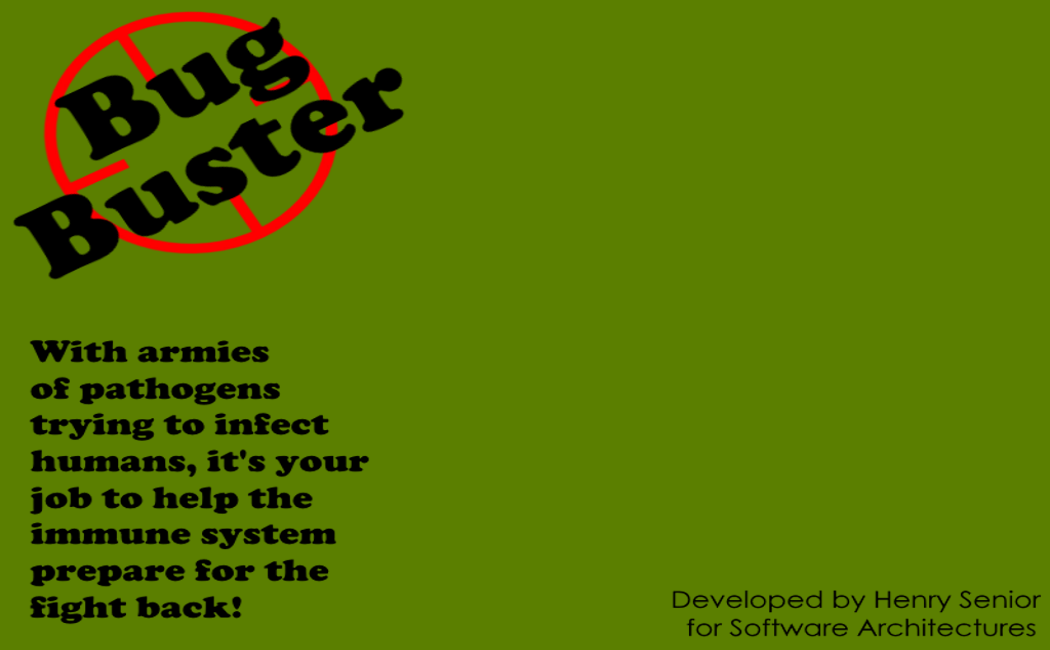 Bug
Buster
With armies
of pathogens
trying to infect
humans, it's your
job to help the
immune system
prepare for the
fight back!
Developed by Henry Senior
for Software Architectures